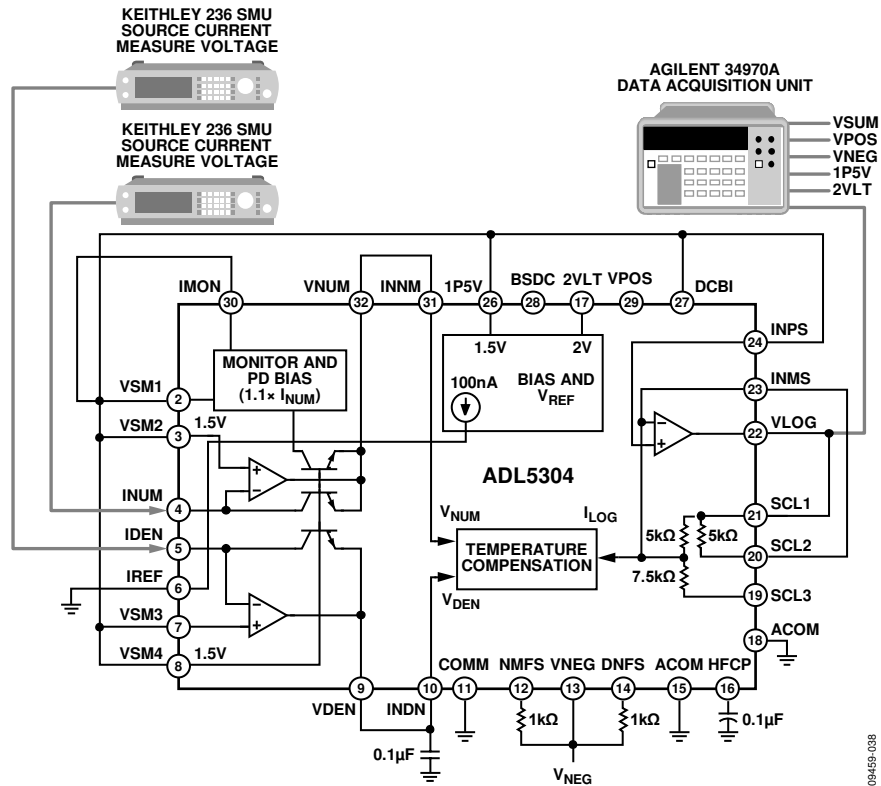 KEITHLEY 236 SMU
SOURCE CURRENT
MEASURE VOLTAGE
KEITHLEY 236 SMU
SOURCE CURRENT
MEASURE VOLTAGE
AGILENT 34970A
DATA ACQUISITION UNIT
VSUM
VPOS
VNEG
1P5V
2VLT
IMON
30
VNUM
32
INNM
31
1P5V
26
BSDC
28
2VLT
17
VPOS
29
DCBI
27
VSM1
2
VSM2
3
1.5V
INUM
4
IDEN
5
IREF
6
VSM3
7
VSM4
8
1.5V
MONITOR AND
PD BIAS
(1.1× INUM)
1.5V
2V
100nA
BIAS AND
VREF
ADL5304
VNUM
ILOG
TEMPERATURE
COMPENSATION
VDEN
5kΩ
5kΩ
7.5kΩ
INPS
24
INMS
23
VLOG
22
SCL1
21
SCL2
20
SCL3
19
ACOM
18
VDEN
9
INDN
10
COMM
11
NMFS
12
VNEG
13
DNFS
14
ACOM
15
HFCP
16
1kΩ
1kΩ
0.1µF
0.1µF
VNEG
09459-038